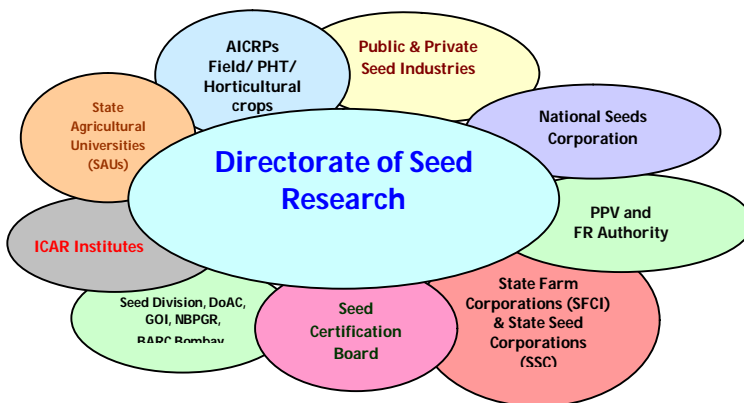 AICRPs
Field/ PHT/
Horticultural
crops
Public & Private
Seed Industries
State
Agricultural
Universities
(SAUs)
National Seeds
Corporation
Directorate of Seed
Research
PPV and
FR Authority
ICAR Institutes
State Farm
Corporations (SFCI)
& State Seed
Corporations
(SSC)
Seed Division, DoAC,
GOI, NBPGR,
BARC Bombay
Seed
Certification
Board